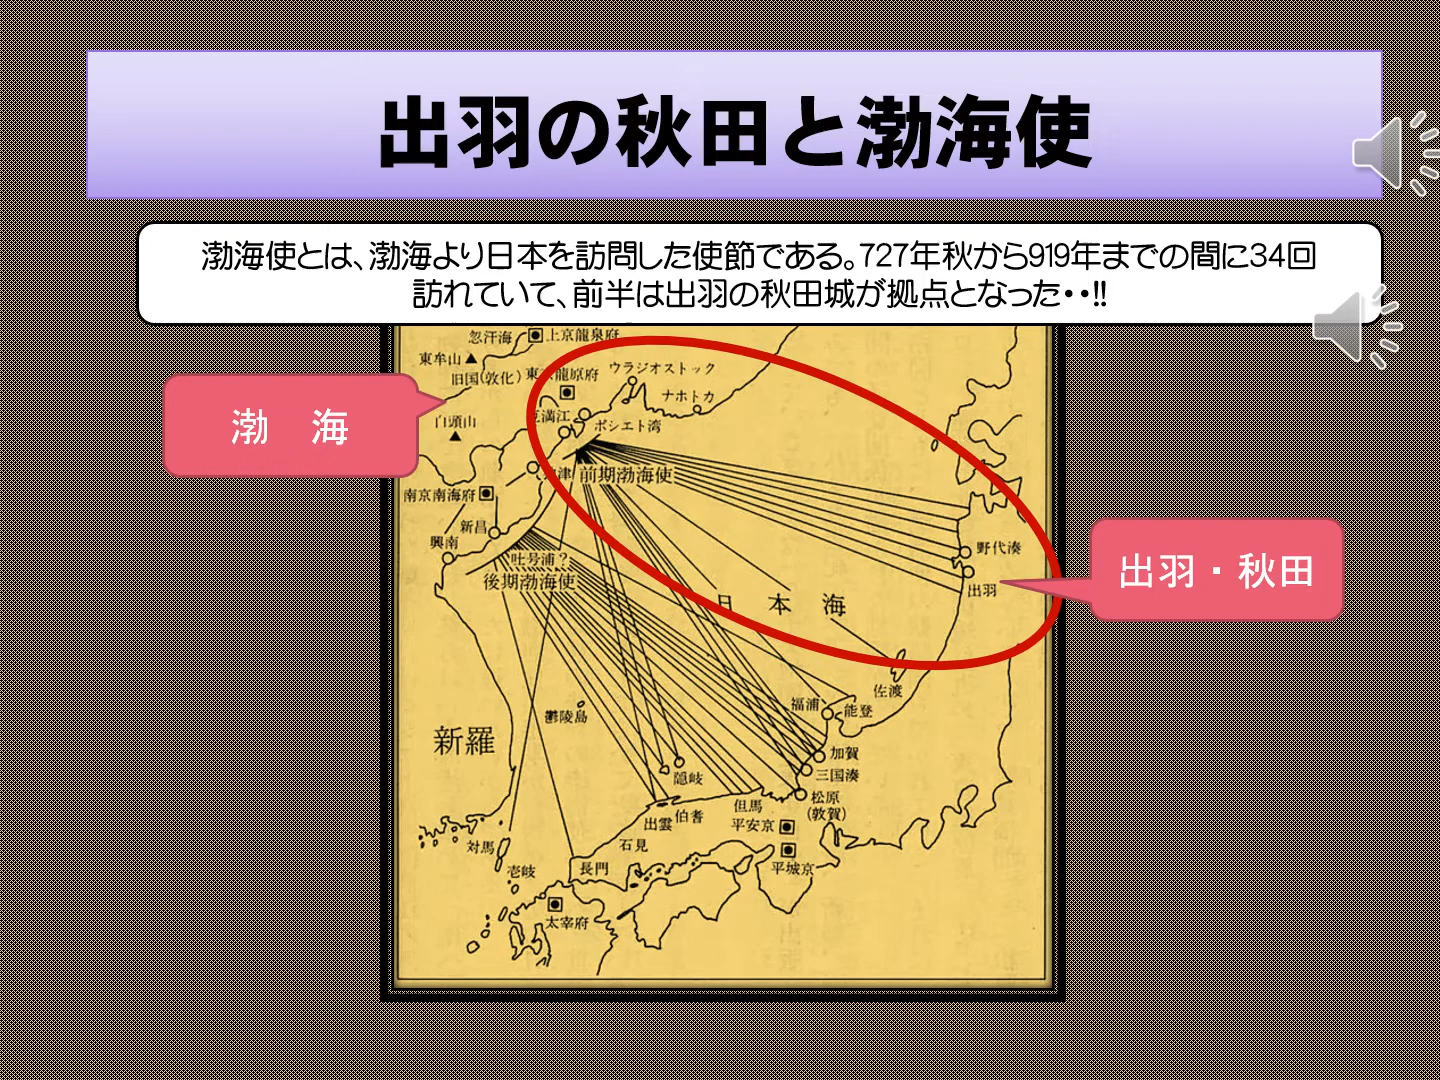 出羽の秋田と渤海使
渤海使とは、渤海より日本を訪問した使節である。727年秋から919年までの間に34回
訪れていて、前半は出羽の秋田城が拠点となった・・!!
忽汗海
上京龍泉府
東牟山
旧国(敦化)
龍原府
ウラジオストック
ナホトカ
渤 海
白頭山
満江
ポシエト湾
津
前期渤海使
南京南海府
新昌
興南
吐号浦?
後期渤海使
野代湊
出羽
出羽・秋田
日 本 海
佐渡
福浦
能登
鬱陵島
新羅
加賀
三国湊
隠岐
松原
(敦賀)
但馬
伯耆
出雲
平安京
石見
対馬
平城京
壱岐
長門
太宰府